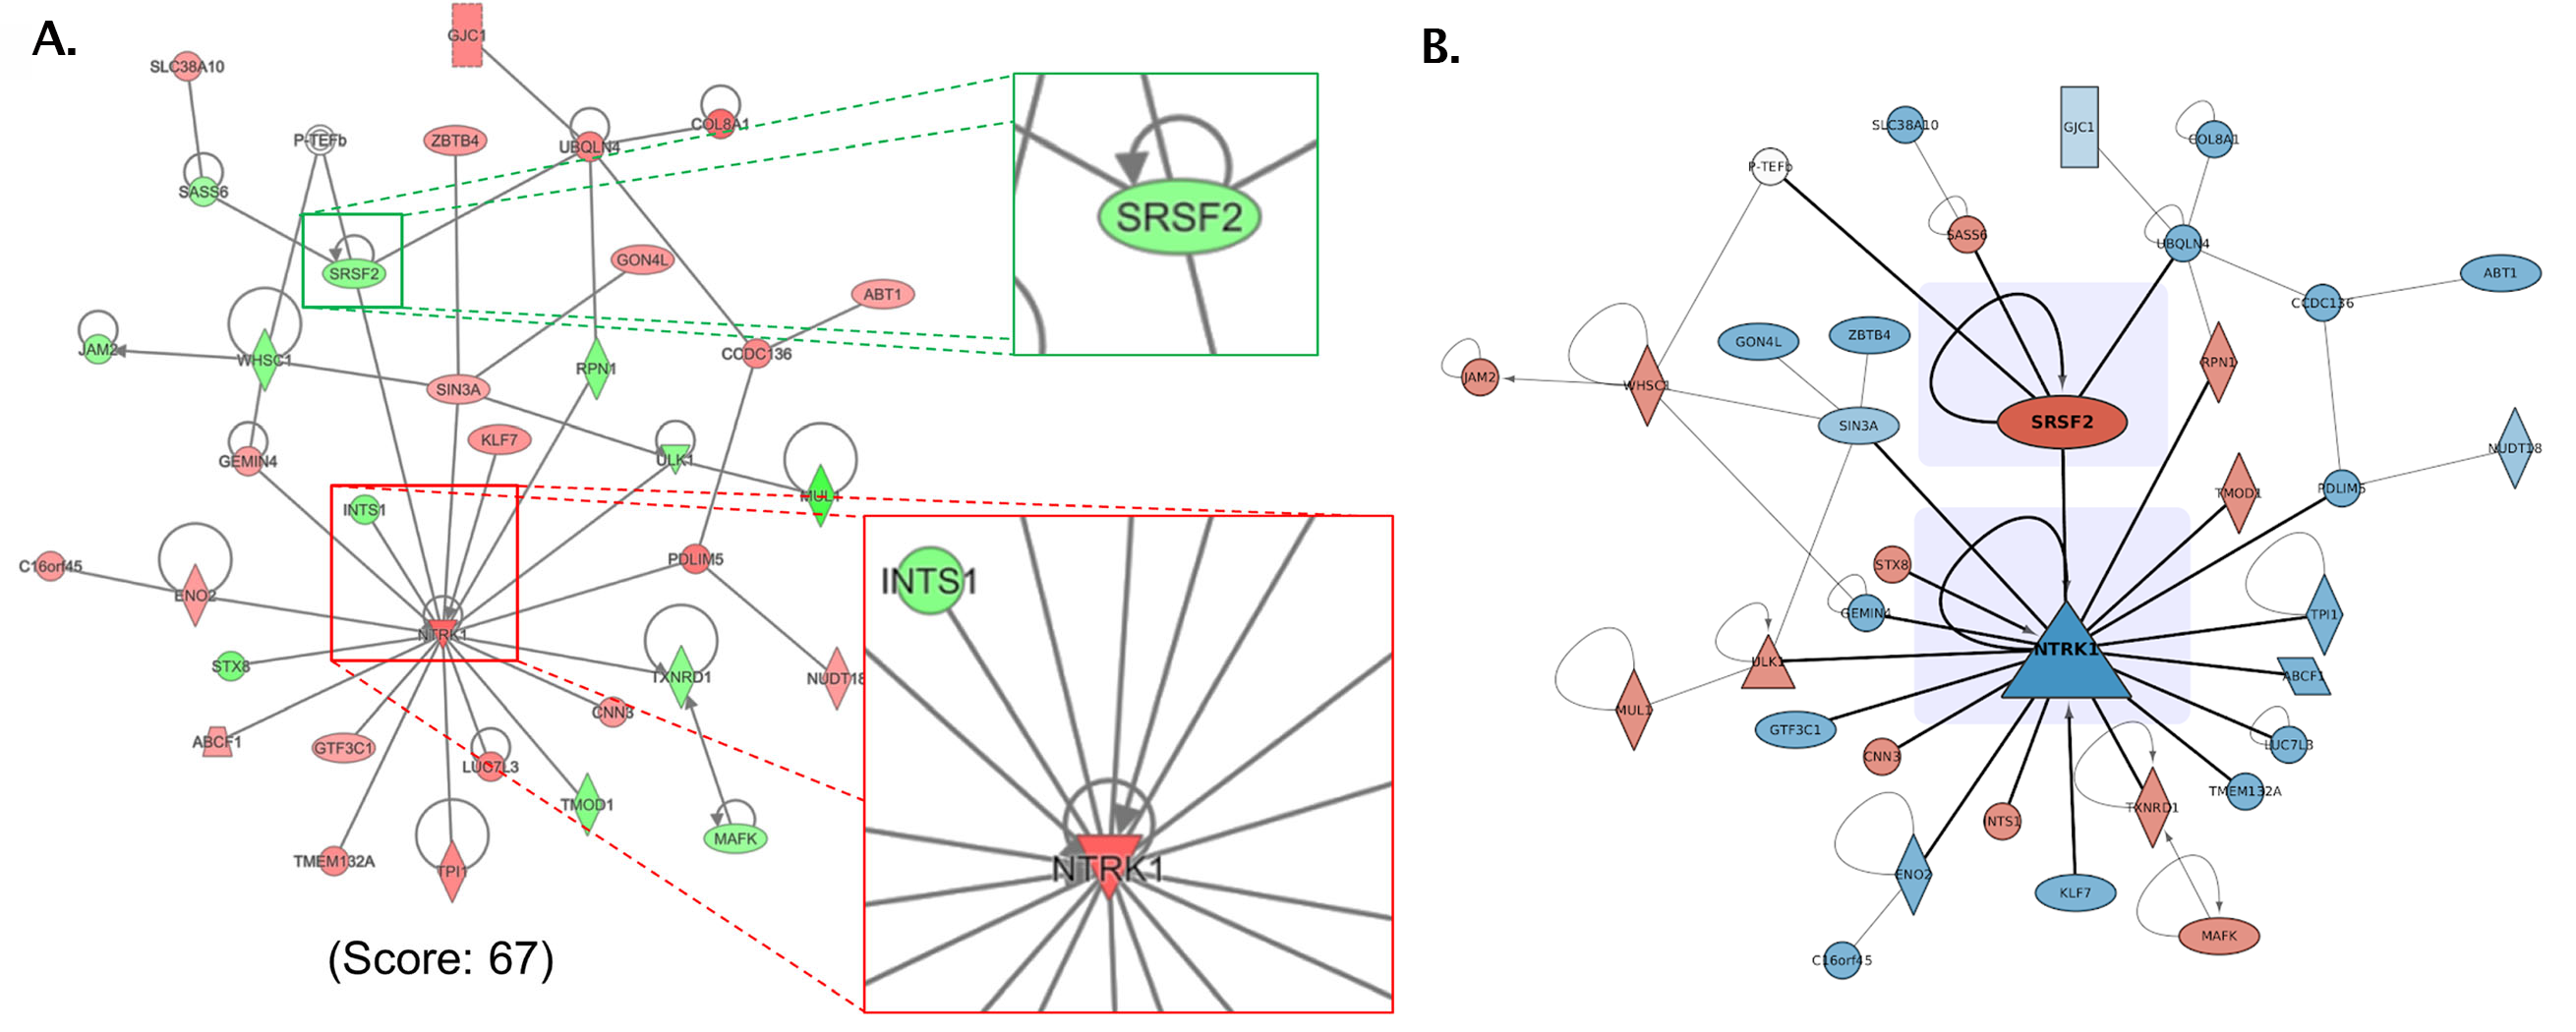 A.
GJC1
SLC38A10
COL8A1
P-TEFb
ZBTB4
UBQLN4
SASS6
SRSF2
GON4L
ABT1
JAM2
WHSC1
RPN1
CCDC136
SIN3A
KLF7
GEMIN4
ULK1
MUL1
INTS1
C16orf45
ENO2
PDLIM5
NTRK1
STX8
TXNRD1
NUDT18
CNN3
ABCF1
GTF3C1
LUC7L3
TMOD1
MAFK
TMEM132A
TPI1
(Score: 67)
SRSF2
INTS1
NTRK1
B.
GJC1
SLC38A10
COL8A1
P-TEFb
SASS6
UBQLN4
ABT1
CCDC136
GON4L
ZBTB4
RPN1
JAM2
WHSC1
SIN3A
SRSF2
NUDT18
TMOD1
PDLIM5
STX8
GEMIN4
TPI1
NTRK1
ULK1
ABCF1
MUL1
GTF3C1
CNN3
LUC7L3
TMEM132A
INTS1
TXNRD1
ENO2
KLF7
MAFK
C16orf45